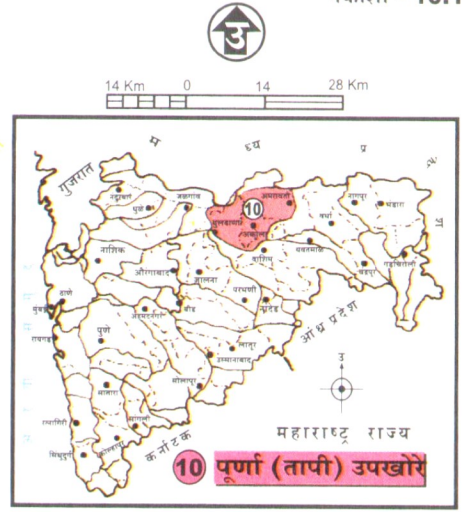 उ
14 Km 0 14 28 Km
म ध्य प्र
गुजरात
नागपूर
भंडारा
धुळे
जळगांव
अमरावती
10
बुलढाणा
अकोला
वर्धा
नाशिक
वाशिम
यवतमाळ
चंद्रपूर
गडचिरोली
औरंगाबाद
जालना
परभणी
नांदेड
ठाणे
मुंबई
रायगड
अहमदनगर
बीड
पुणे
लातूर
उस्मानाबाद
आंध्र प्रदेश
सोलापूर
सातारा
उ
सांगली
रत्नागिरी
कोल्हापूर
सिंधुदुर्ग
कर्नाटक
महाराष्ट्र राज्य
10 पूर्णा (तापी) उपखोरे